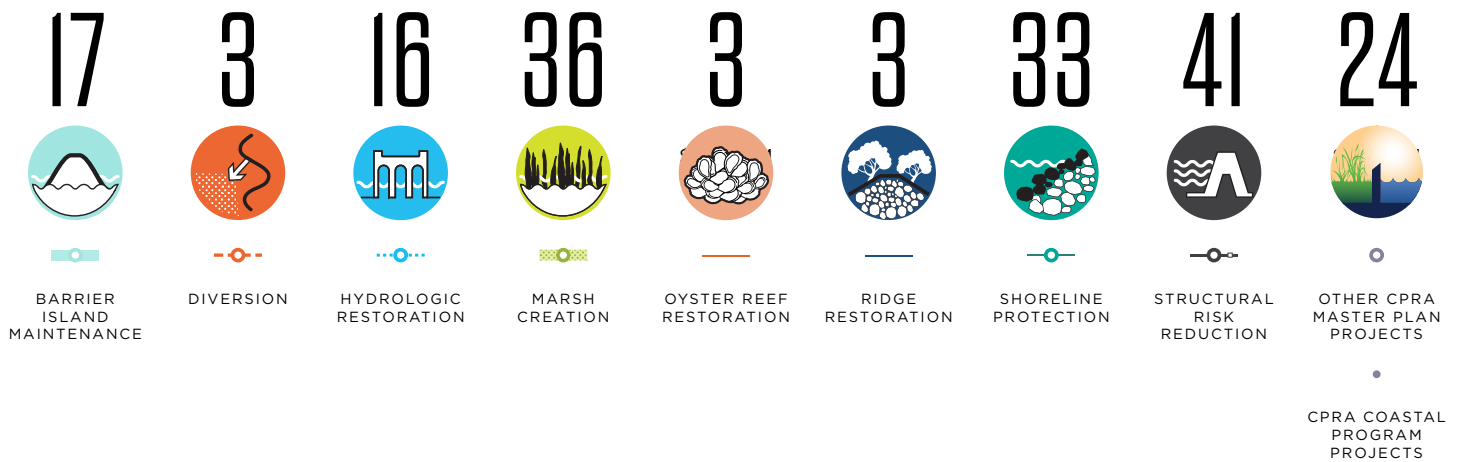 17
3
16
36
3
3
33
41
24
BARRIER
ISLAND
MAINTENANCE
DIVERSION
HYDROLOGIC
RESTORATION
MARSH
CREATION
OYSTER REEF
RESTORATION
RIDGE
RESTORATION
SHORELINE
PROTECTION
STRUCTURAL
RISK
REDUCTION
OTHER CPRA
MASTER PLAN
PROJECTS
CPRA COASTAL
PROGRAM
PROJECTS